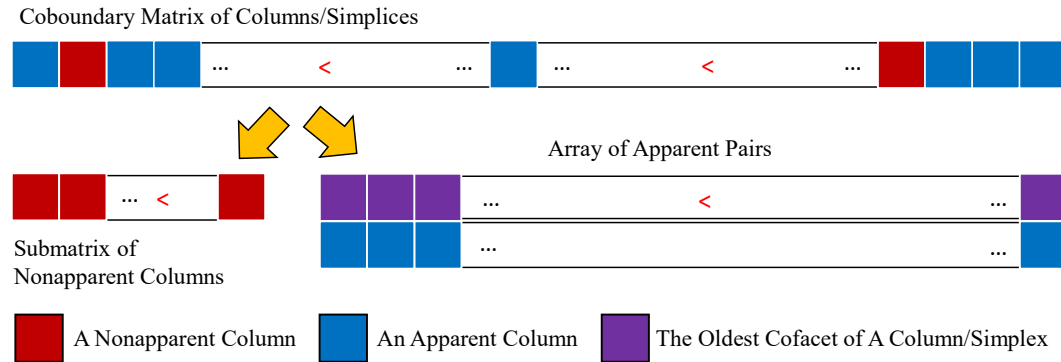 Coboundary Matrix of Columns/Simplices
... < ... ... < ...
Array of Apparent Pairs
... < ... < ...
Submatrix of
Nonapparent Columns
... ...
A Nonapparent Column An Apparent Column The Oldest Cofacet of A Column/Simplex